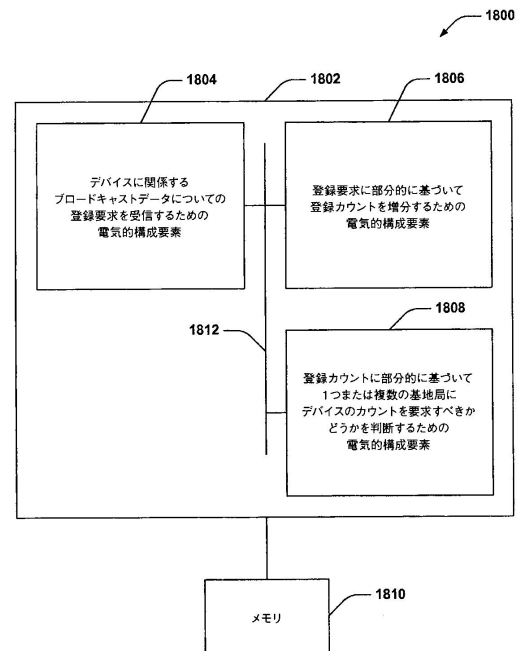 1800
1804
1802
1806
デバイスに関係する
ブロードキャストデータについての
登録要求を受信するための
電気的構成要素
登録要求に部分的に基づいて
登録カウントを増分するための
電気的構成要素
1812
1808
登録カウントに部分的に基づいて
1つまたは複数の基地局に
デバイスのカウントを要求すべきか
どうかを判断するための
電気的構成要素
1810
メモリ